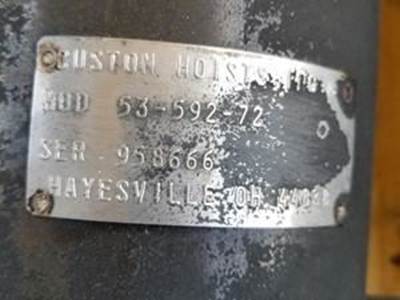 CUSTOM HOISTS INC.
MOD 53-592-72
SER 958666
HAYESVILLE OH